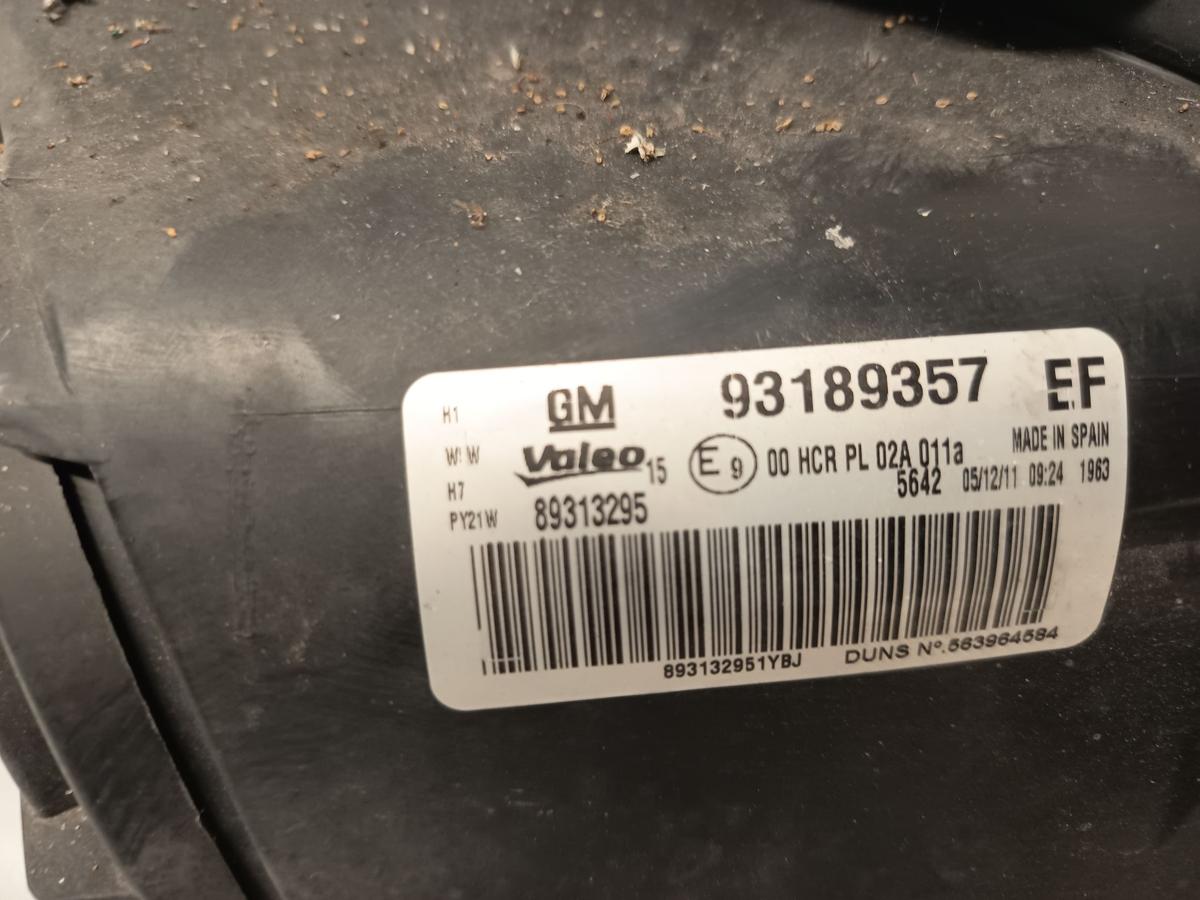 GM 93189357 EF
H1
W!W Valeo 15 E9 00 HCR PL 02A 011a MADE IN SPAIN
H7 5642 05/12/11 09:24 1963
PY21W 89313295
893132951YBJ DUNS Nº.563964584